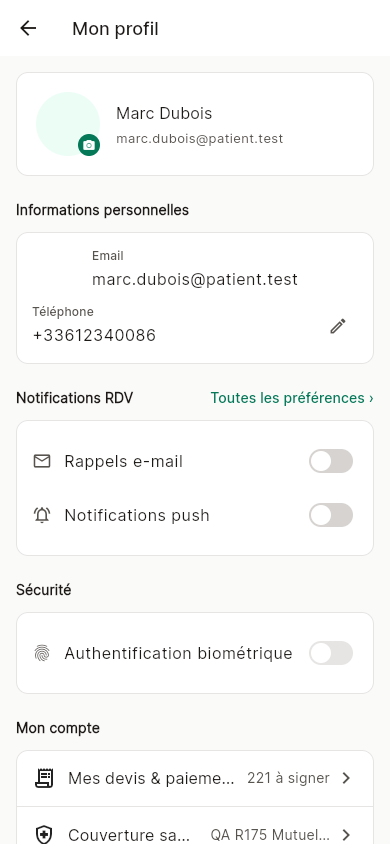 Mon profil
Marc Dubois
marc.dubois@patient.test
Informations personnelles
Email
marc.dubois@patient.test
Téléphone
+33612340086
Notifications RDV
Toutes les préférences ›
Rappels e-mail
Notifications push
Sécurité
Authentification biométrique
Mon compte
Mes devis & paieme... 221 à signer
Couverture sa... QA R175 Mutuel...